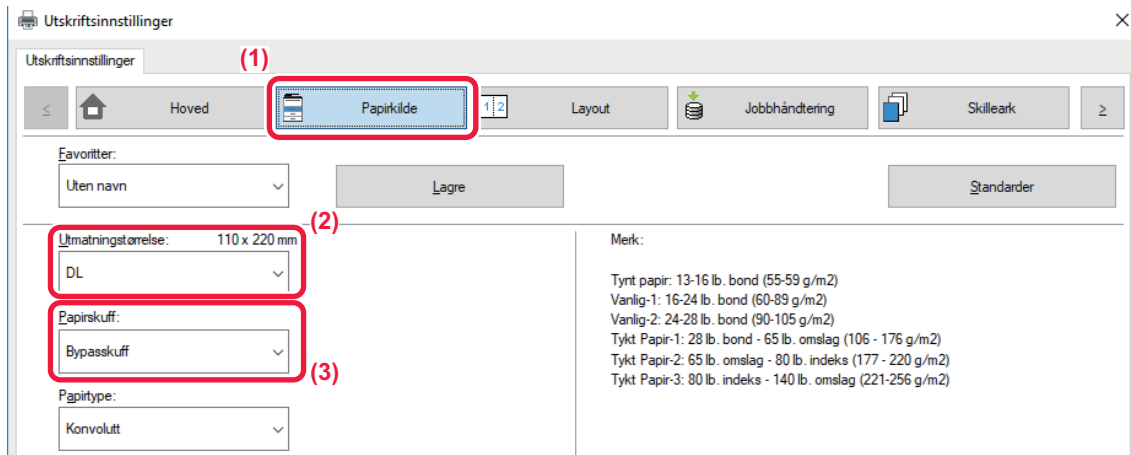 Utskriftsinnstillinger
Utskriftsinnstillinger
(1)
≤ Hoved Papirkilde 1 2 Layout Jobbhåndtering Skilleark ≥
Favoritter:
Uten navn Lagre Standarder
(2)
Utmatningstørrelse: 110 x 220 mm
DL
Papirskuff:
Bypasskuff
(3)
Papirtype:
Konvolutt
Merk:
Tynt papir: 13-16 lb. bond (55-59 g/m2)
Vanlig-1: 16-24 lb. bond (60-89 g/m2)
Vanlig-2: 24-28 lb. bond (90-105 g/m2)
Tykt Papir-1: 28 lb. bond - 65 lb. omslag (106 - 176 g/m2)
Tykt Papir-2: 65 lb. omslag - 80 lb. indeks (177 - 220 g/m2)
Tykt Papir-3: 80 lb. indeks - 140 lb. omslag (221-256 g/m2)